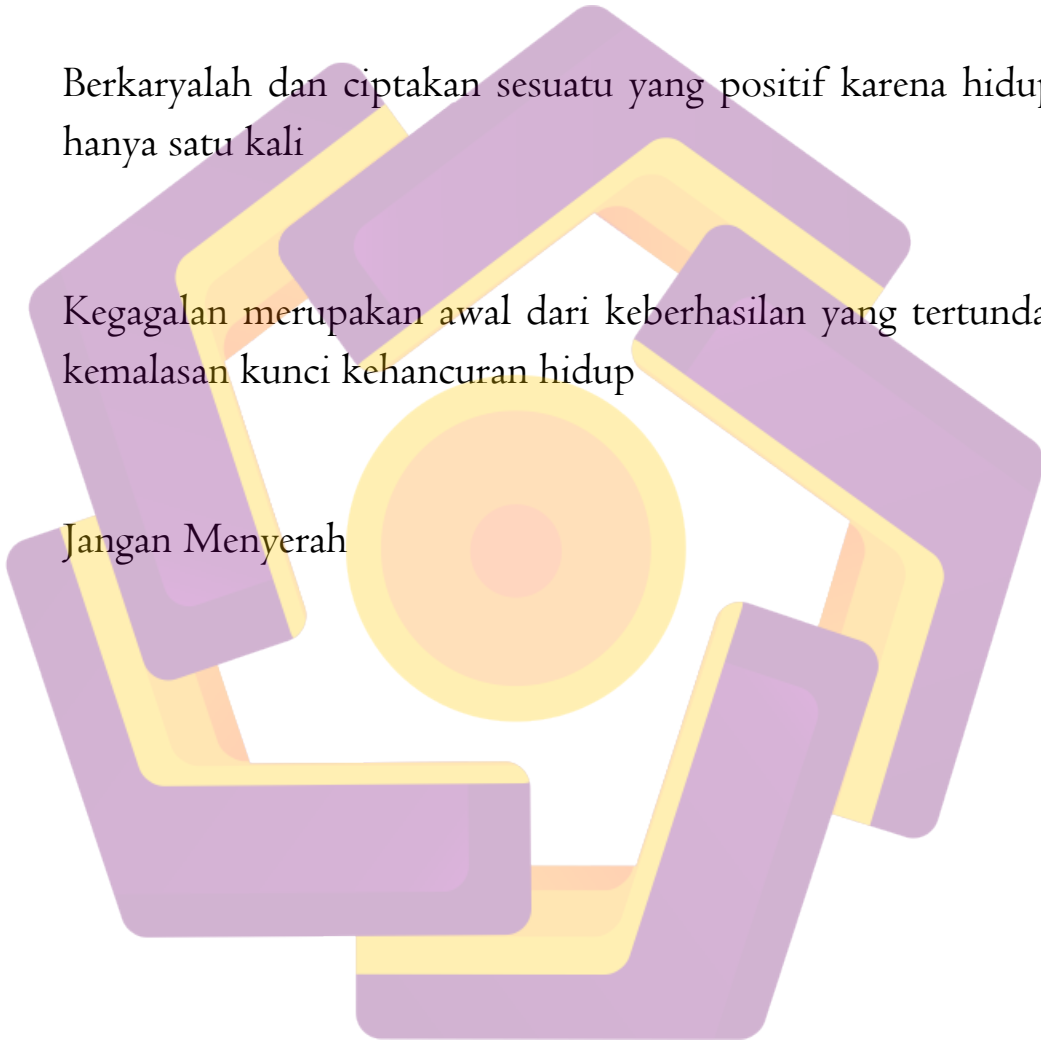 Berkaryalah dan ciptakan sesuatu yang positif karena hidup
hanya satu kali
Kegagalan merupakan awal dari keberhasilan yang tertunda
kemalasan kunci kehancuran hidup
Jangan Menyerah